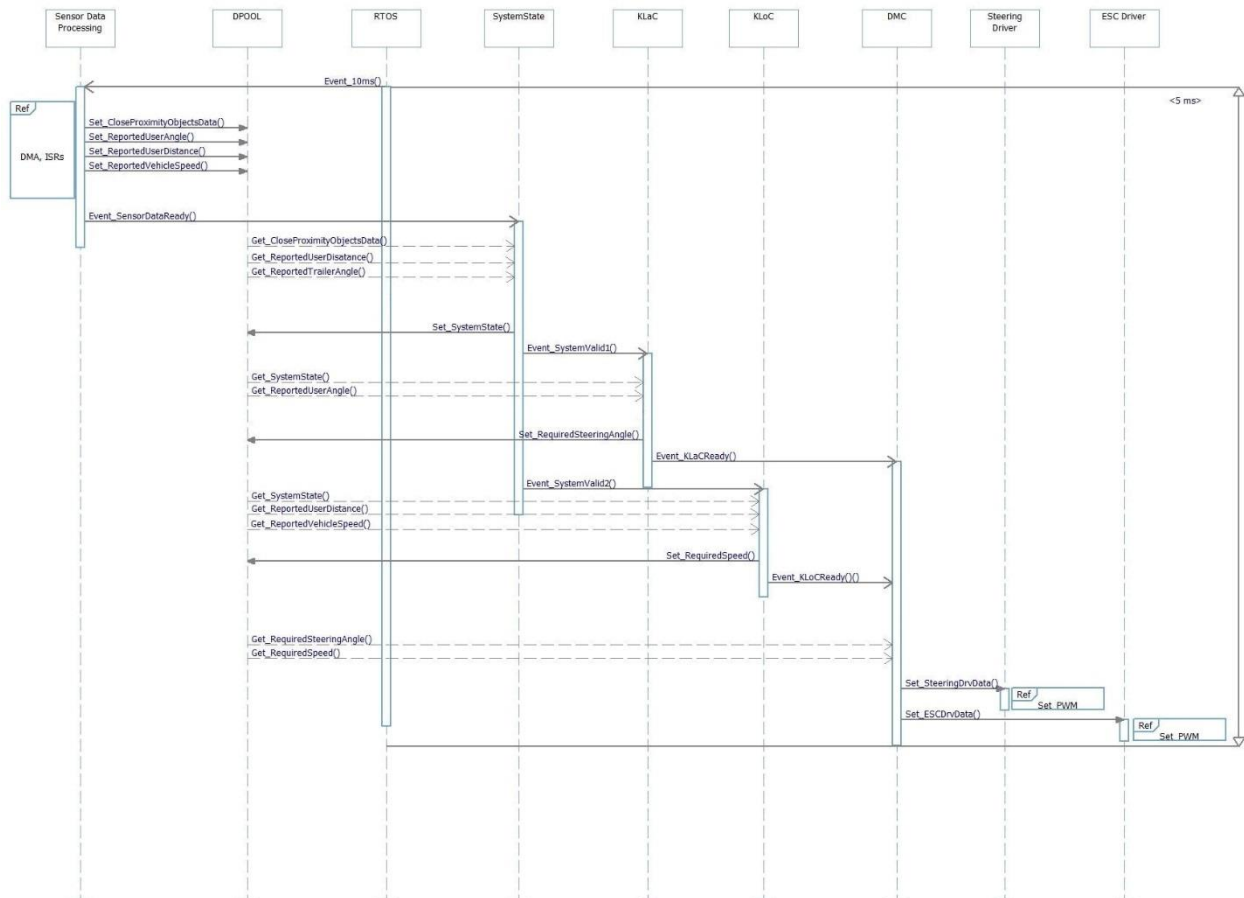 Sensor Data
Processing
DPOOL
RTOS
SystemState
KLaC
KLoC
DMC
Steering
Driver
ESC Driver
Event_10ms()
<5 ms>
Ref
DMA, ISRs
Set_CloseProximityObjectsData()
Set_ReportedUserAngle()
Set_ReportedUserDistance()
Set_ReportedVehicleSpeed()
Event_SensorDataReady()
Get_CloseProximityObjectsData()
Get_ReportedUserDisatance()
Get_ReportedTrailerAngle()
Set_SystemState()
Event_SystemValid1()
Get_SystemState()
Get_ReportedUserAngle()
Set_RequiredSteeringAngle()
Event_KLaCReady()
Event_SystemValid2()
Get_SystemState()
Get_ReportedUserDistance()
Get_ReportedVehicleSpeed()
Set_RequiredSpeed()
Event_KLoCReady()()
Get_RequiredSteeringAngle()
Get_RequiredSpeed()
Set_SteeringDrvData()
Ref
Set_PWM
Set_ESCDrvData()
Ref
Set_PWM